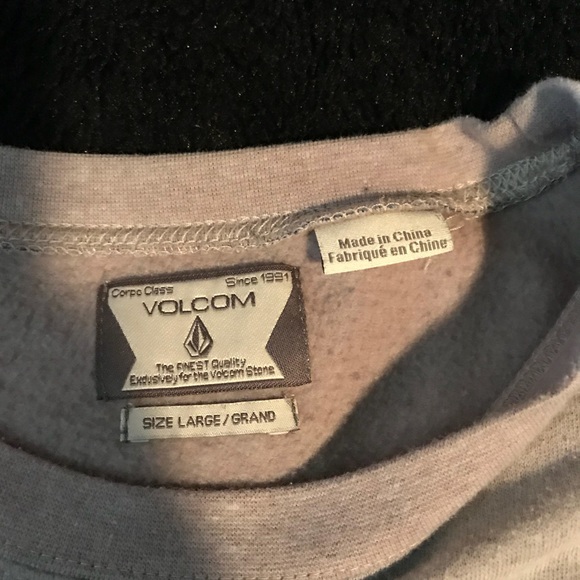 Made in China
Fabriqué en Chine
Corpo Class Since 1991
VOLCOM
The FINEST Quality
Exclusively for the Volcom Stone
SIZE LARGE/GRAND